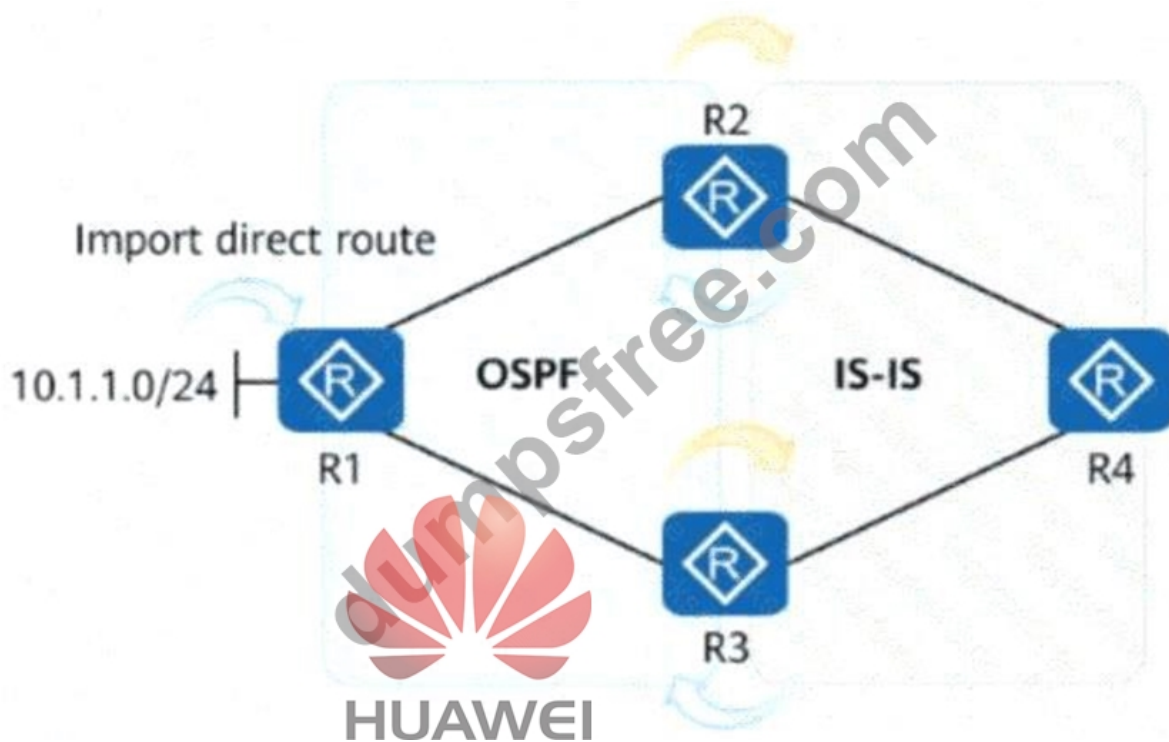 R2
Import direct route
10.1.1.0/24
OSPF
IS-IS
R1
R4
R3
dumpsfree.com
HUAWEI
R
R
R
R